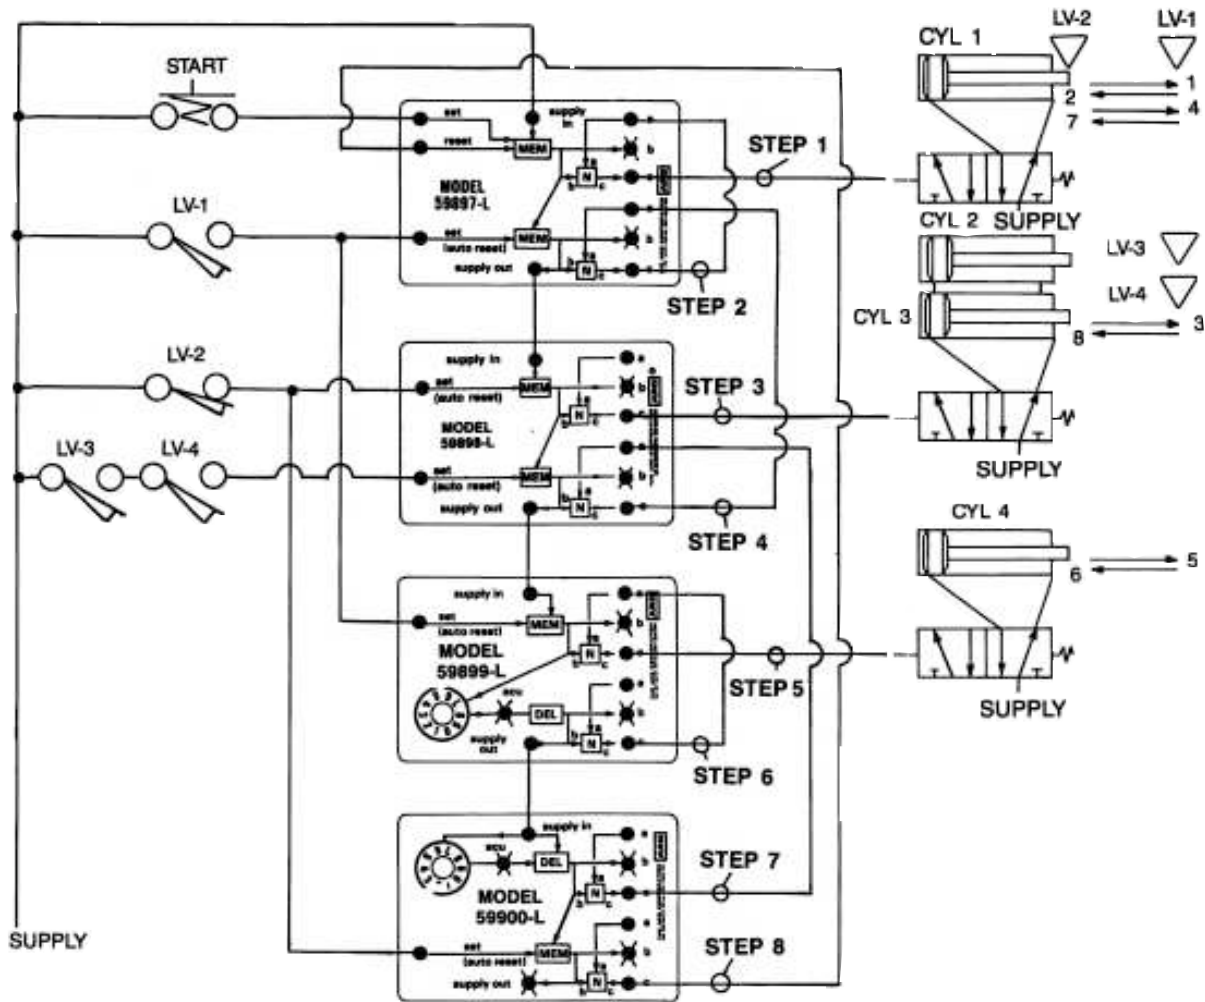 LV-2
LV-1
CYL 1
1
2
4
7
START
set
supply in
reset
MEM
a
b
STEP 1
N
b
c
MODEL
59897-L
SUPPLY
LV-1
CYL 2
LV-3
set
(auto reset)
MEM
a
b
supply out
N
b
c
STEP 2
LV-4
CYL 3
3
8
LV-2
supply in
a
set
(auto reset)
MEM
b
STEP 3
N
MODEL
59898-L
SUPPLY
LV-3
LV-4
set
(auto reset)
MEM
b
supply out
N
b
a
STEP 4
CYL 4
5
6
supply in
a
set
(auto reset)
MEM
b
MODEL
59899-L
N
b
c
STEP 5
SUPPLY
acu
DEL
a
b
supply
out
N
b
a
c
STEP 6
supply in
a
acu
DEL
b
STEP 7
MODEL
59900-L
N
b
c
a
SUPPLY
set
(auto reset)
MEM
b
STEP 8
supply out
N
b
a
c